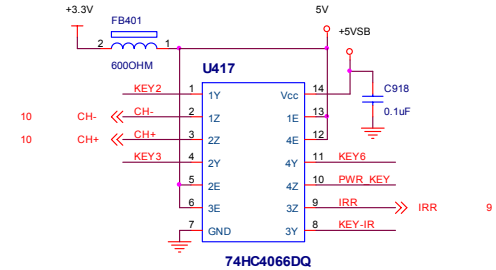 +3.3V
5V
FB401
+5VSB
2 1
600OHM
U417
C918
0.1uF
KEY2 1 1Y Vcc 14
10 CH- CH- 2 1Z 1E 13
10 CH+ CH+ 3 2Z 4E 12
KEY3 4 2Y 4Y 11 KEY6
5 2E 4Z 10 PWR_KEY
6 3E 3Z 9 IRR IRR 9
7 GND 3Y 8 KEY-IR
74HC4066DQ